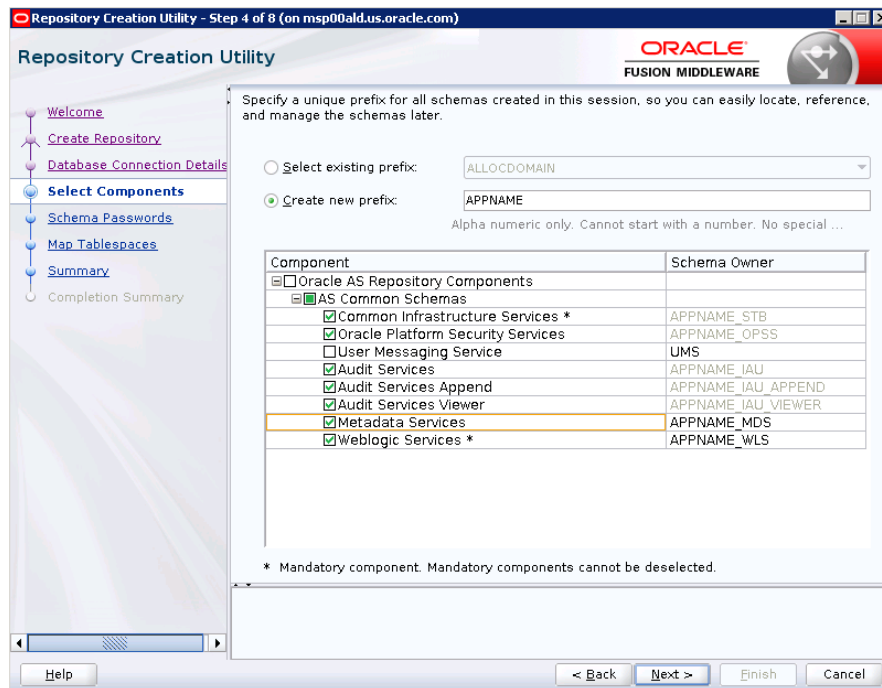 Repository Creation Utility - Step 4 of 8 (on msp00ald.us.oracle.com)
Repository Creation Utility
ORACLE
FUSION MIDDLEWARE
Welcome
Create Repository
Database Connection Details
Select Components
Schema Passwords
Map Tablespaces
Summary
Completion Summary
Specify a unique prefix for all schemas created in this session, so you can easily locate, reference,
and manage the schemas later.
Select existing prefix: ALLOCDOMAIN
Create new prefix: APPNAME
Alpha numeric only. Cannot start with a number. No special ...
Component Schema Owner
Oracle AS Repository Components
AS Common Schemas
Common Infrastructure Services * APPNAME_STB
Oracle Platform Security Services APPNAME_OPSS
User Messaging Service UMS
Audit Services APPNAME_IAU
Audit Services Append APPNAME_IAU_APPEND
Audit Services Viewer APPNAME_IAU_VIEWER
Metadata Services APPNAME_MDS
Weblogic Services * APPNAME_WLS
* Mandatory component. Mandatory components cannot be deselected.
Help < Back Next > Finish Cancel